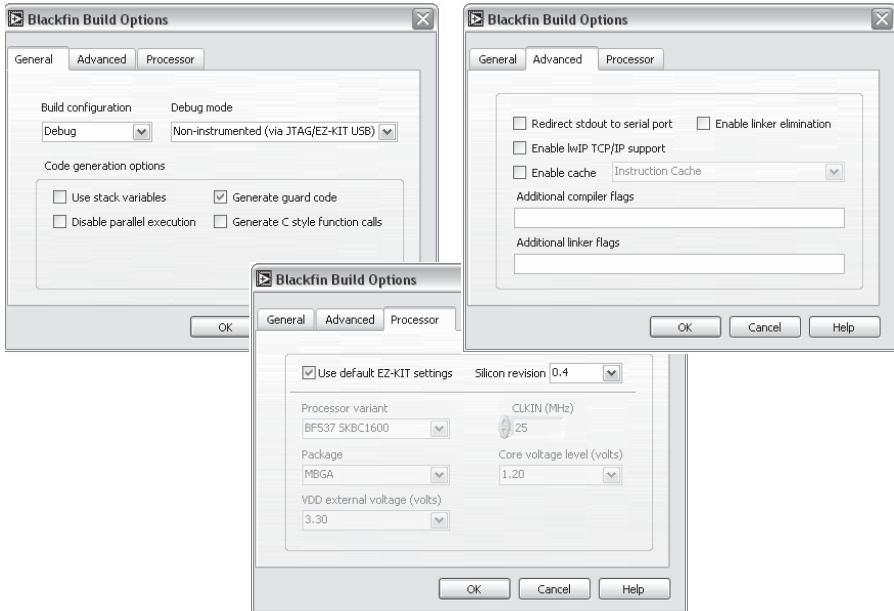 Blackfin Build Options
General Advanced Processor
Build configuration Debug mode
Debug Non-instrumented (via JTAG/EZ-KIT USB)
Code generation options
Use stack variables Generate guard code
Disable parallel execution Generate C style function calls
OK
Blackfin Build Options
General Advanced Processor
Redirect stdout to serial port Enable linker elimination
Enable lwIP TCP/IP support
Enable cache Instruction Cache
Additional compiler flags
Additional linker flags
OK Cancel Help
Blackfin Build Options
General Advanced Processor
Use default EZ-KIT settings Silicon revision 0.4
Processor variant CLKIN (MHz)
BF537 SKBC1600 25
Package Core voltage level (volts)
MBGA 1.20
VDD external voltage (volts)
3.30
OK Cancel Help